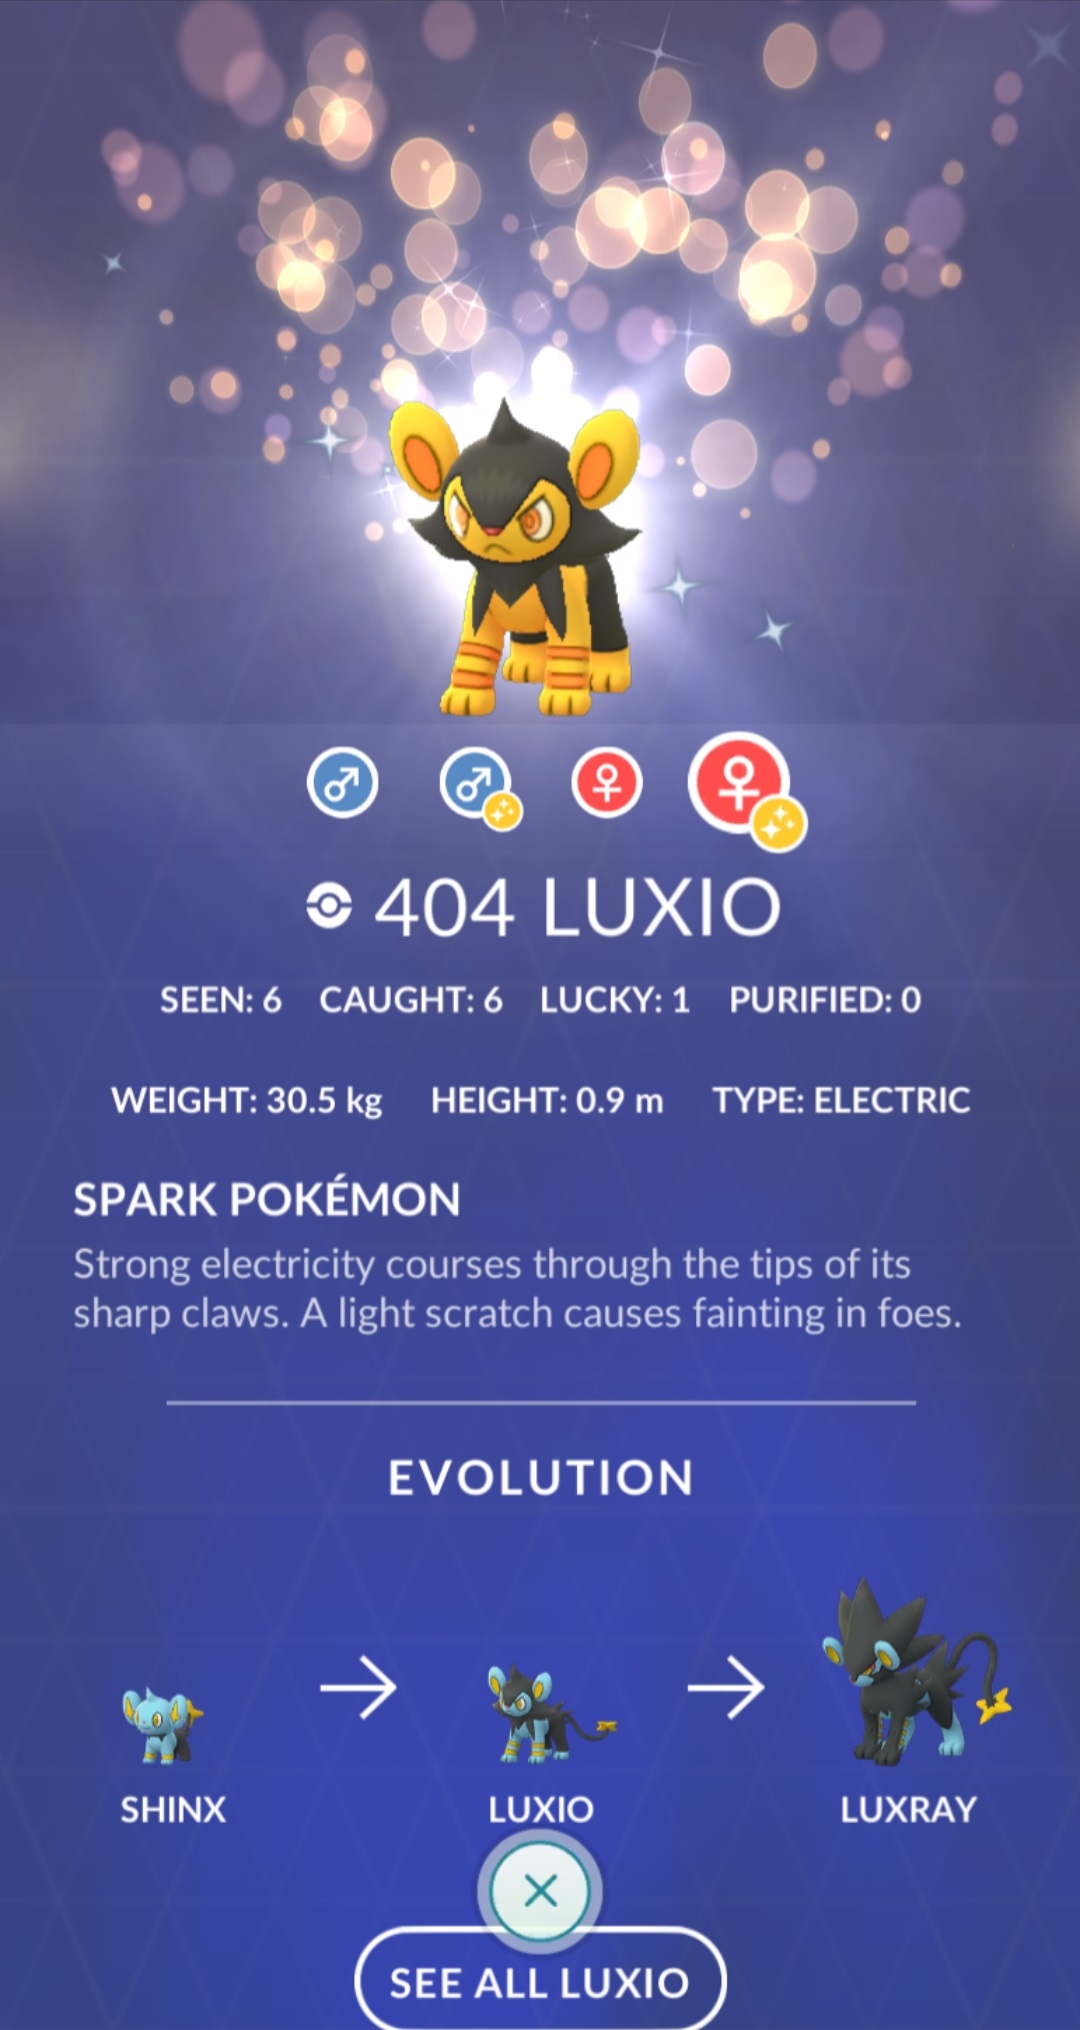 404 LUXIO
SEEN: 6 CAUGHT: 6 LUCKY: 1 PURIFIED: 0
WEIGHT: 30.5 kg HEIGHT: 0.9 m TYPE: ELECTRIC
SPARK POKÉMON
Strong electricity courses through the tips of its
sharp claws. A light scratch causes fainting in foes.
EVOLUTION
SHINX LUXIO LUXRAY
SEE ALL LUXIO